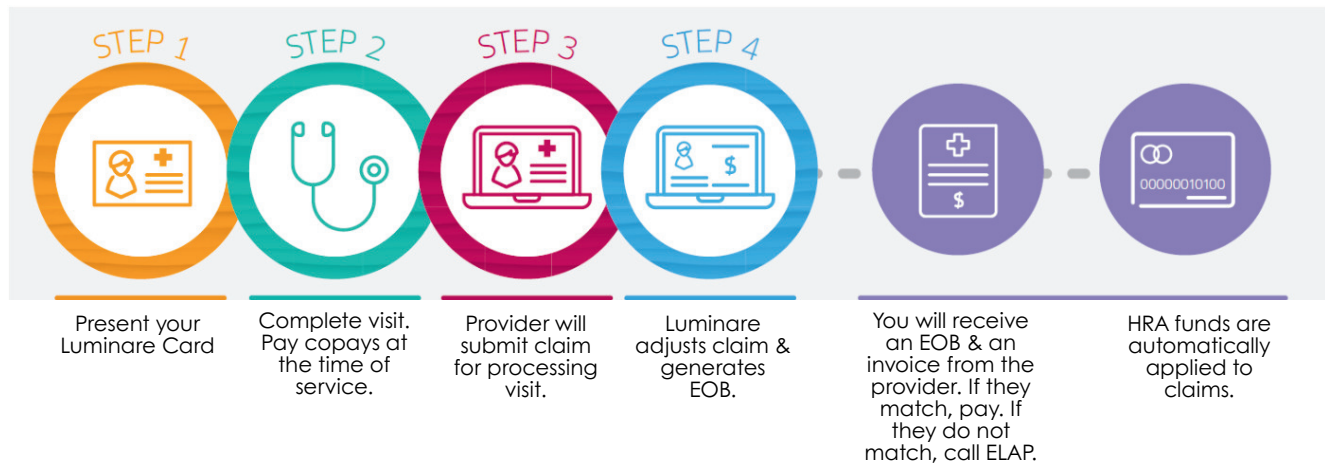 STEP 1
STEP 2
STEP 3
STEP 4
$
$
00000010100
Present your
Luminare Card
Complete visit.
Pay copays at
the time of
service.
Provider will
submit claim
for processing
visit.
Luminare
adjusts claim &
generates
EOB.
You will receive
an EOB & an
invoice from the
provider. If they
match, pay. If
they do not
match, call ELAP.
HRA funds are
automatically
applied to
claims.